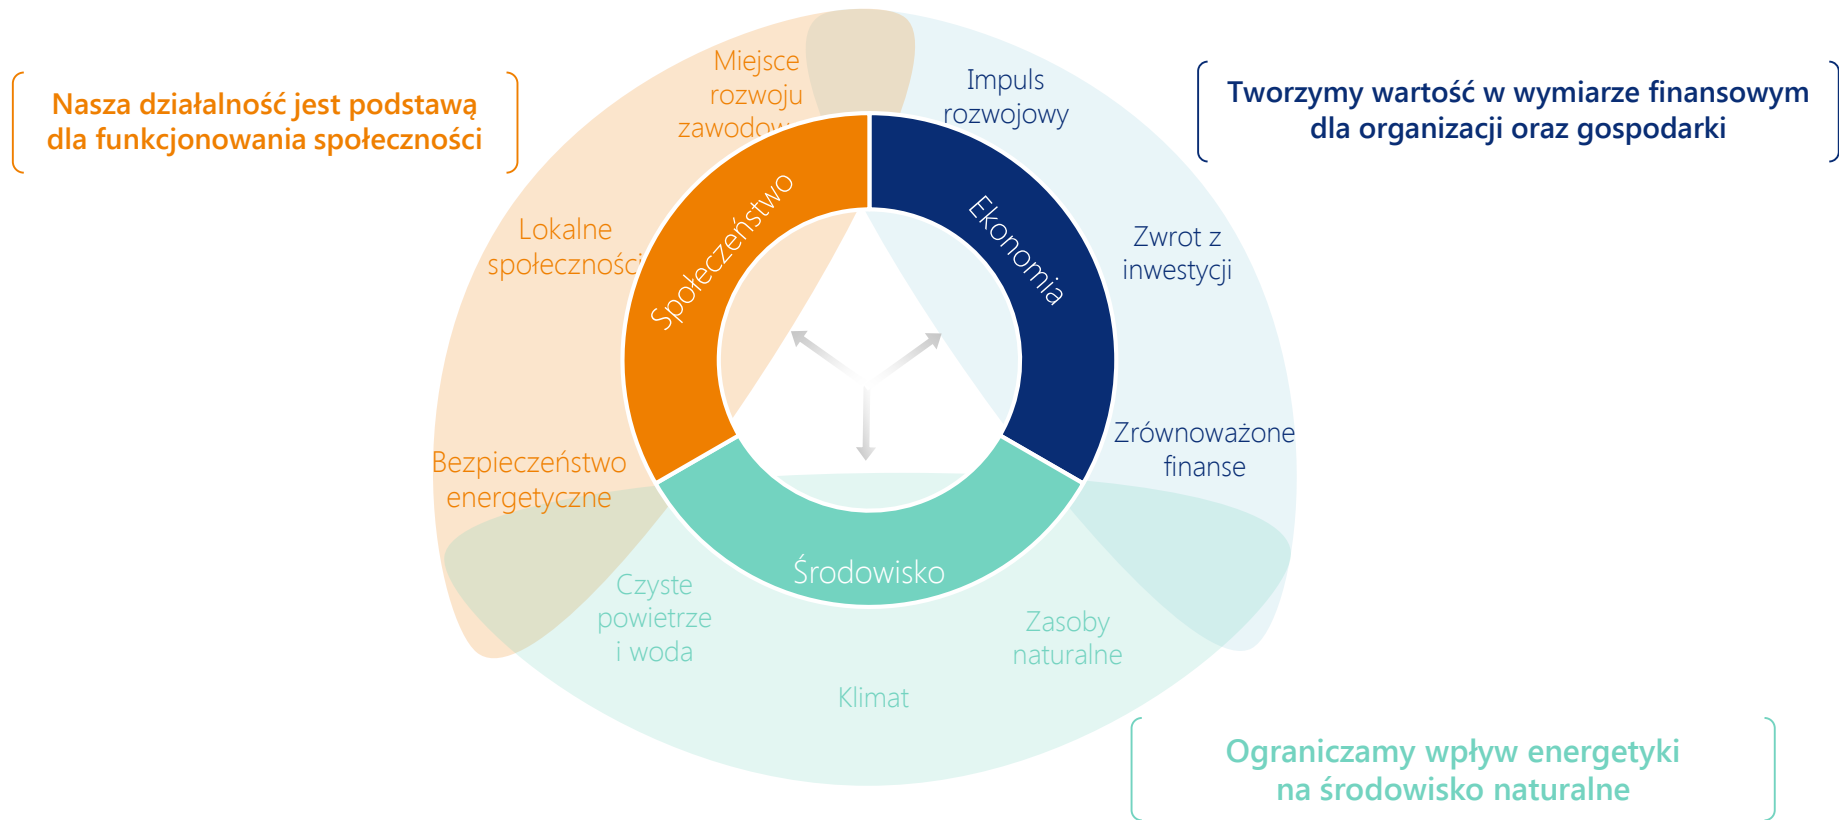 Nasza działalność jest podstawą
dla funkcjonowania społeczności
Tworzymy wartość w wymiarze finansowym
dla organizacji oraz gospodarki
Miejsce
rozwoju
Impuls
rozwojowy
Lokalne
społeczności
Społeczeństwo
Ekonomia
Zwrot z
inwestycji
Bezpieczeństwo
energetyczne
Zrównoważone
finanse
Środowisko
Czyste
powietrze
i woda
Zasoby
naturalne
Klimat
Ograniczamy wpływ energetyki
na środowisko naturalne